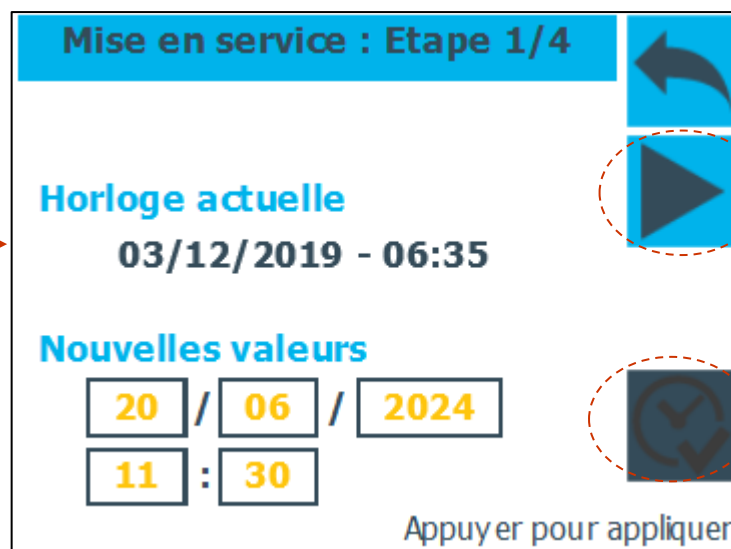 Mise en service : Etape 1/4
Horloge actuelle
03/12/2019 - 06:35
Nouvelles valeurs
20 / 06 / 2024
11 : 30
Appuyer pour appliquer